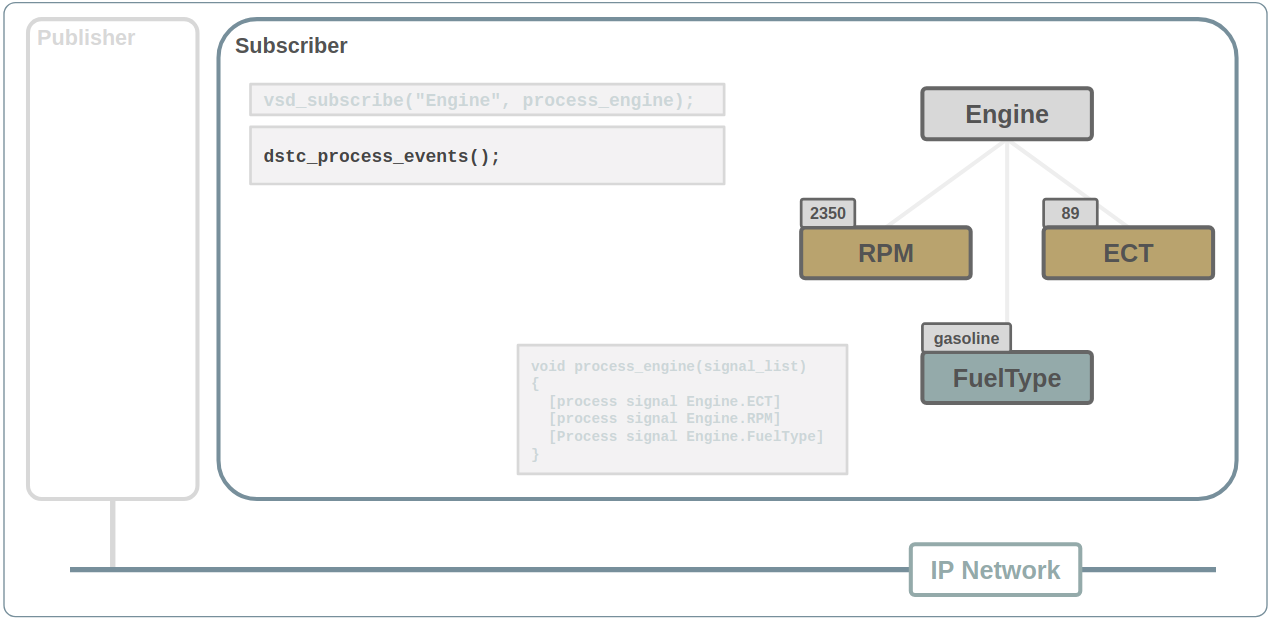 Publisher
Subscriber
vsd_subscribe("Engine", process_engine);
dstc_process_events();
Engine
2350
RPM
89
ECT
gasoline
FuelType
void process_engine(signal_list)
{
[process signal Engine.ECT]
[process signal Engine.RPM]
[Process signal Engine.FuelType]
}
IP Network